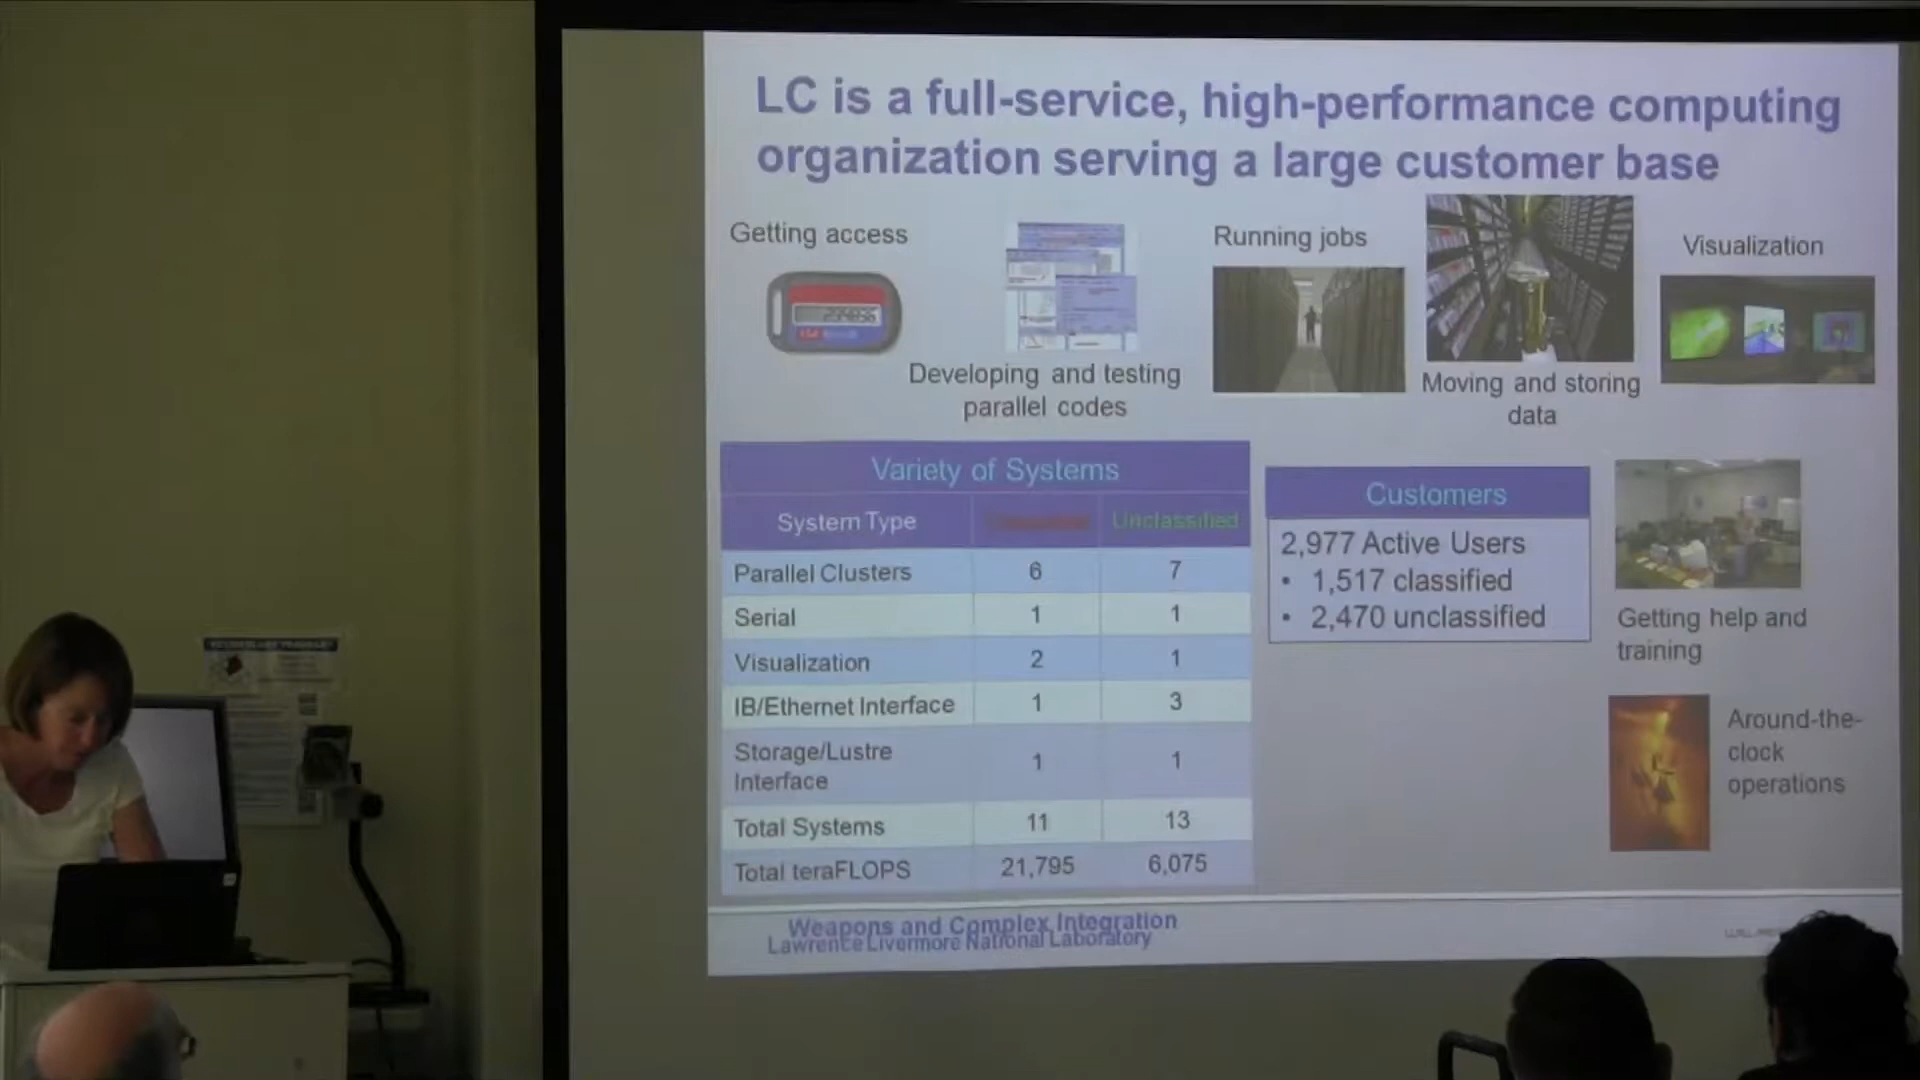 LC is a full-service, high-performance computing
organization serving a large customer base
Getting access
Developing and testing
parallel codes
Running jobs
Moving and storing
data
Visualization
Variety of Systems
System Type Unclassified
Parallel Clusters 6 7
Serial 1 1
Visualization 2 1
IB/Ethernet Interface 1 3
Storage/Lustre
Interface 1 1
Total Systems 11 13
Total teraFLOPS 21,795 6,075
Customers
2,977 Active Users
• 1,517 classified
• 2,470 unclassified
Getting help and
training
Around-the-
clock
operations
Weapons and Complex Integration
Lawrence Livermore National Laboratory